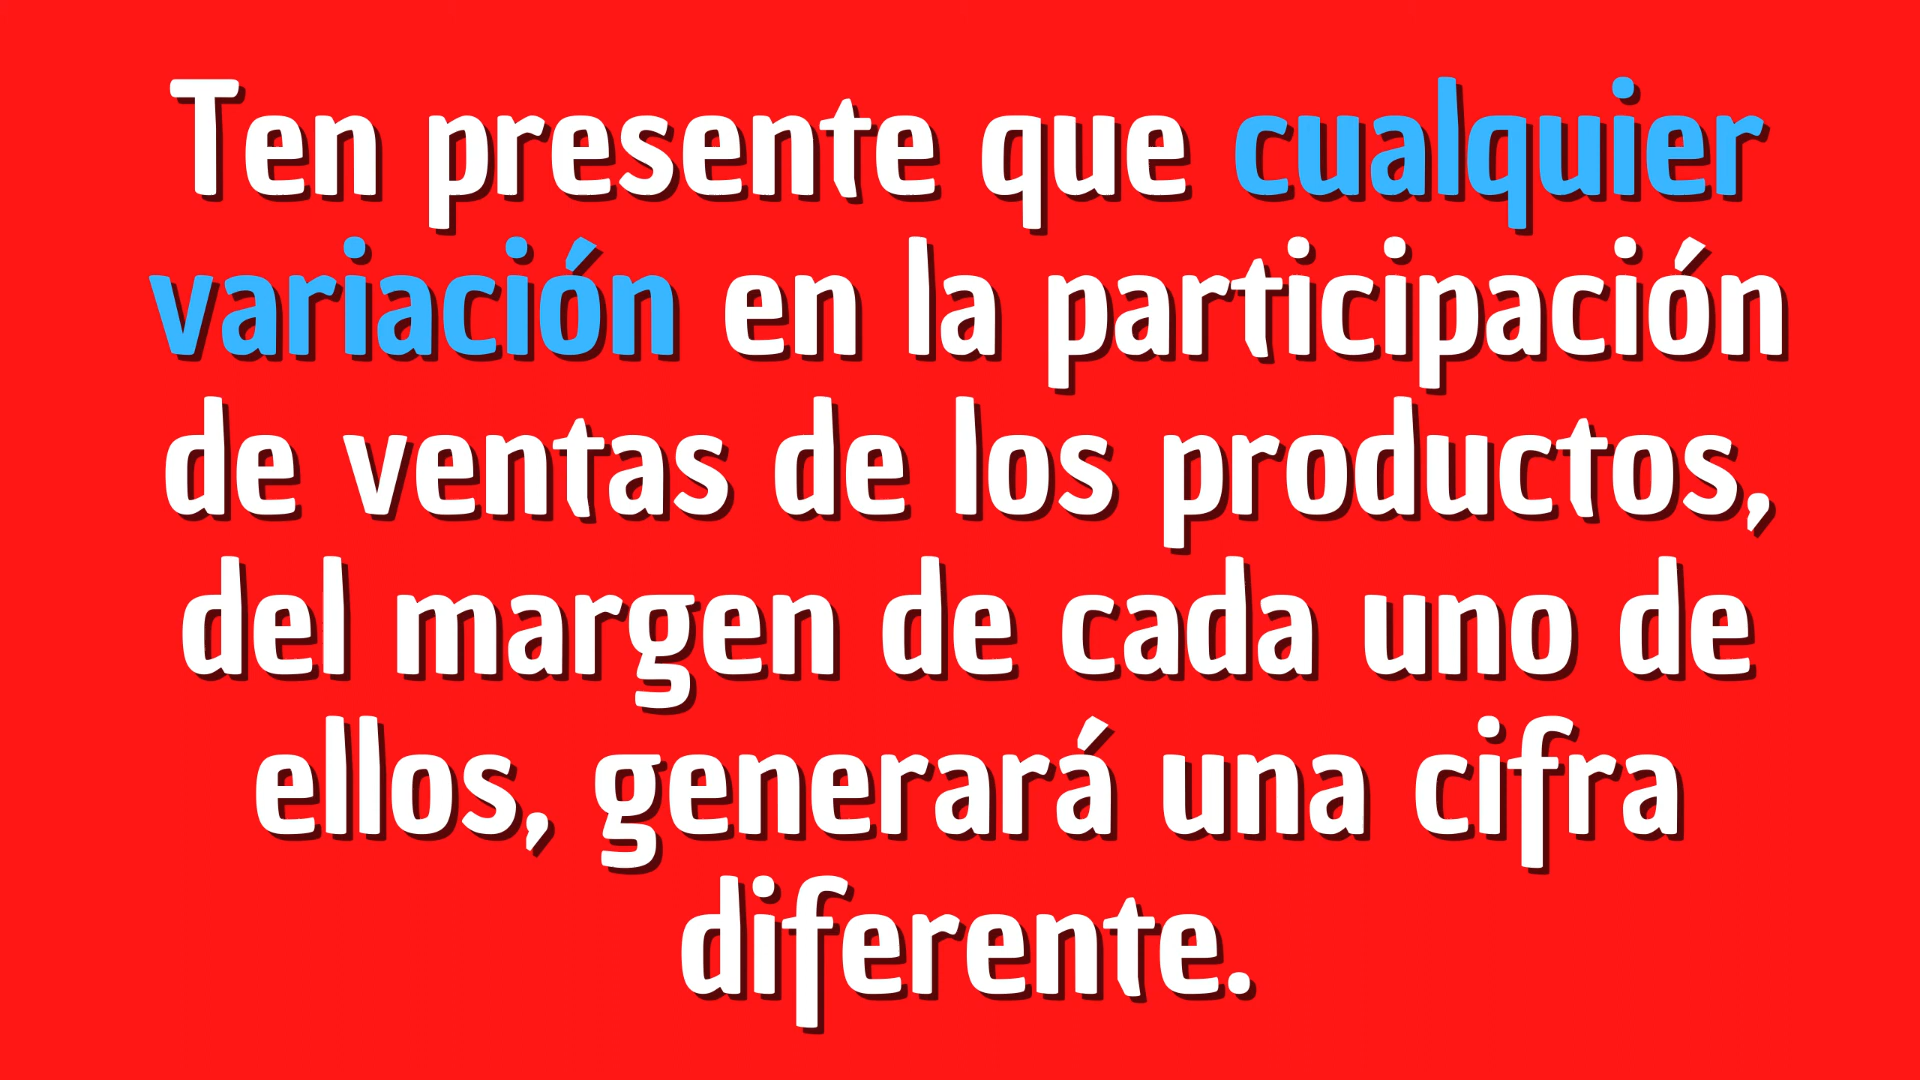 Ten presente que cualquier
variación en la participación
de ventas de los productos,
del margen de cada uno de
ellos, generará una cifra
diferente.